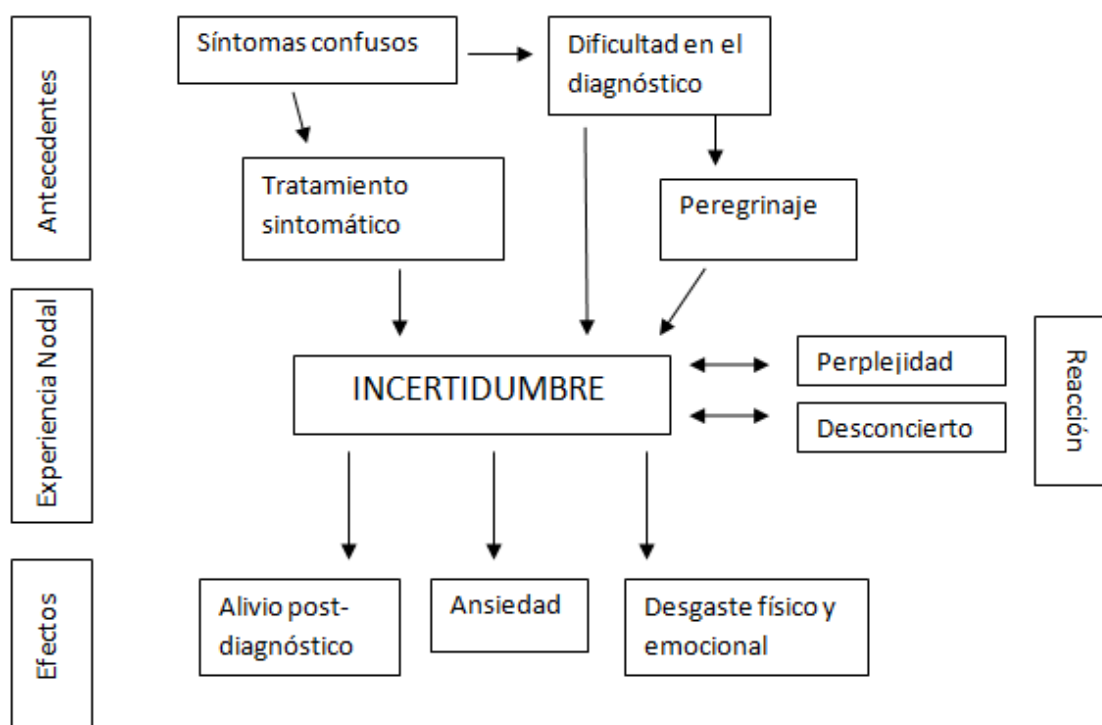 Antecedentes
Síntomas confusos
Dificultad en el
diagnóstico
Tratamiento
sintomático
Peregrinaje
Experiencia Nodal
INCERTIDUMBRE
Perplejidad
Desconcierto
Reacción
Efectos
Alivio post-
diagnóstico
Ansiedad
Desgaste físico y
emocional